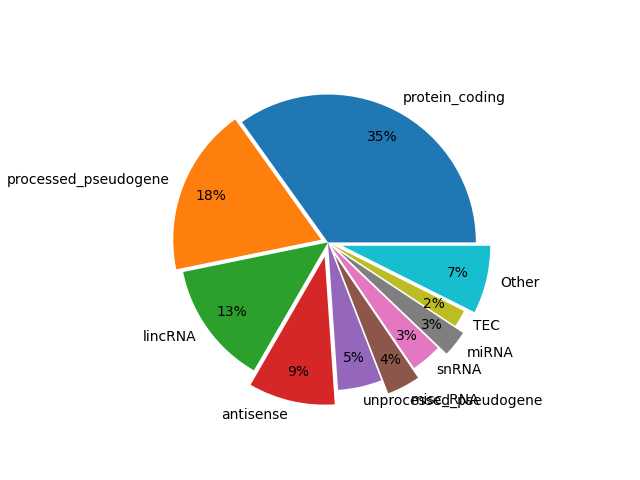 protein_coding
35%
processed_pseudogene
18%
lincRNA
13%
antisense
9%
unprocessed_pseudogene
5%
misc_RNA
4%
snRNA
3%
miRNA
3%
TEC
2%
Other
7%